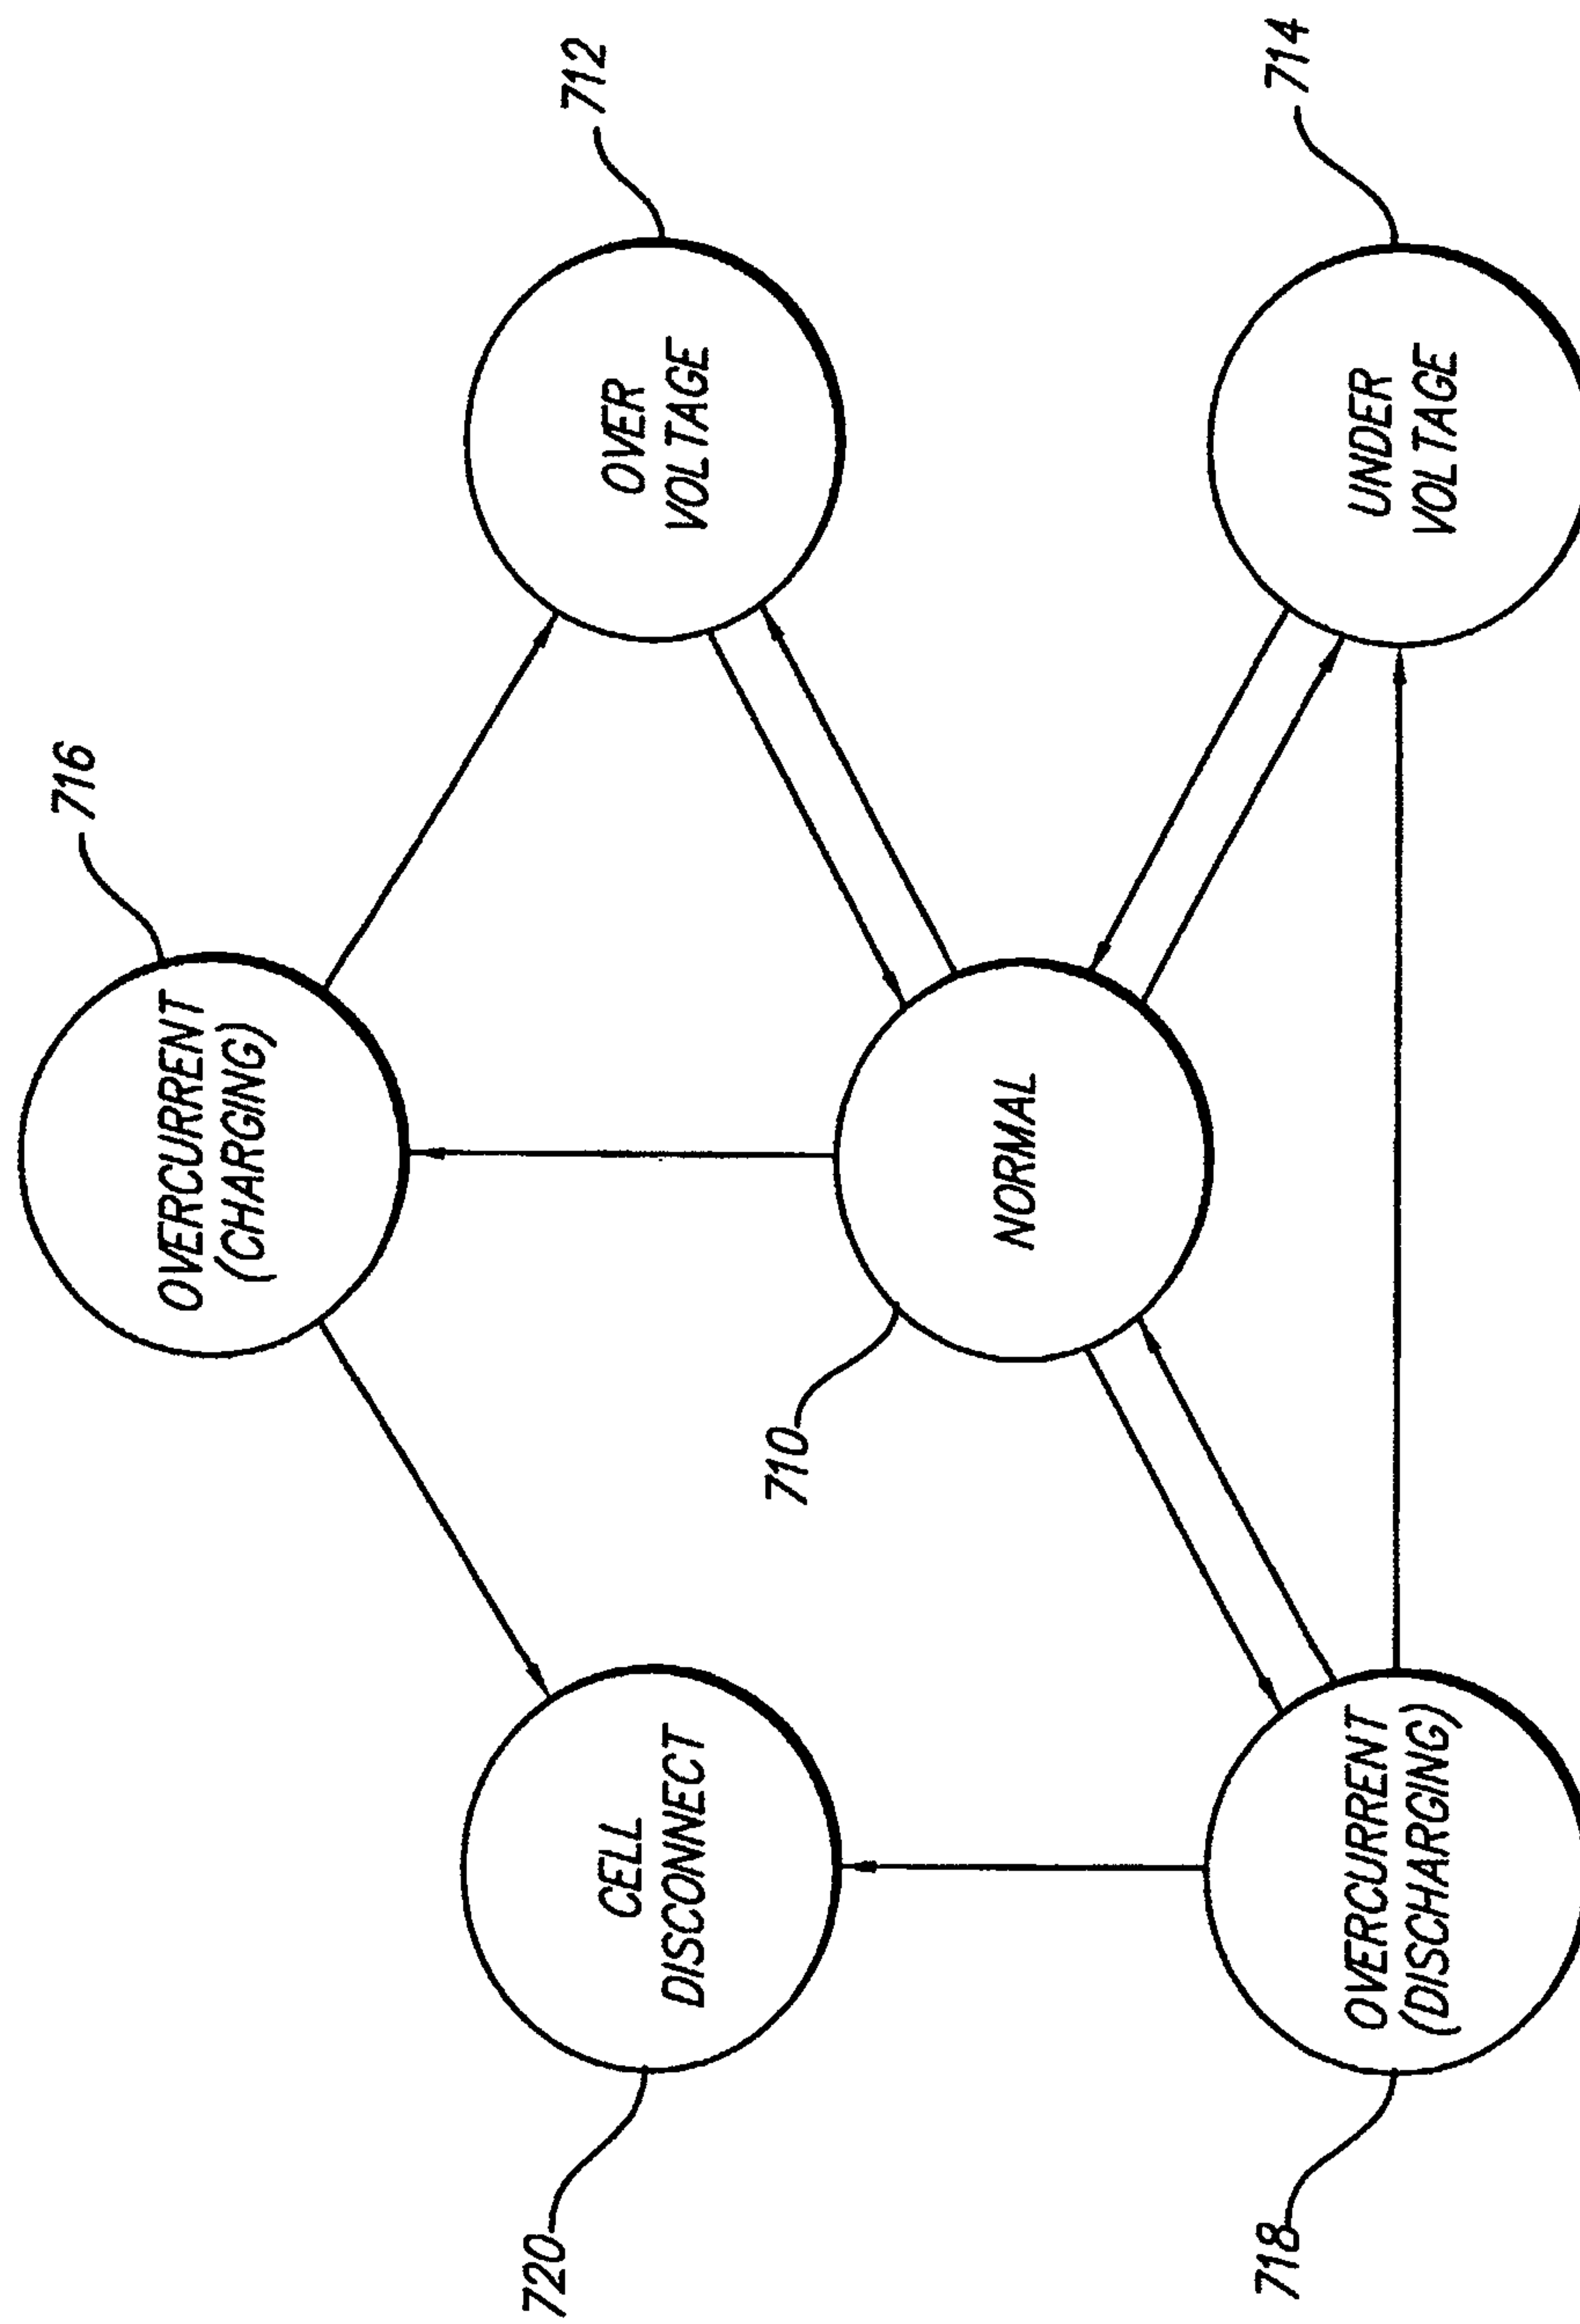 716
OVERCURRENT
(CHARGING)
712
OVER
VOLTAGE
720
CELL
DISCONNECT
710
NORMAL
714
UNDER
VOLTAGE
718
OVERCURRENT
(DISCHARGING)